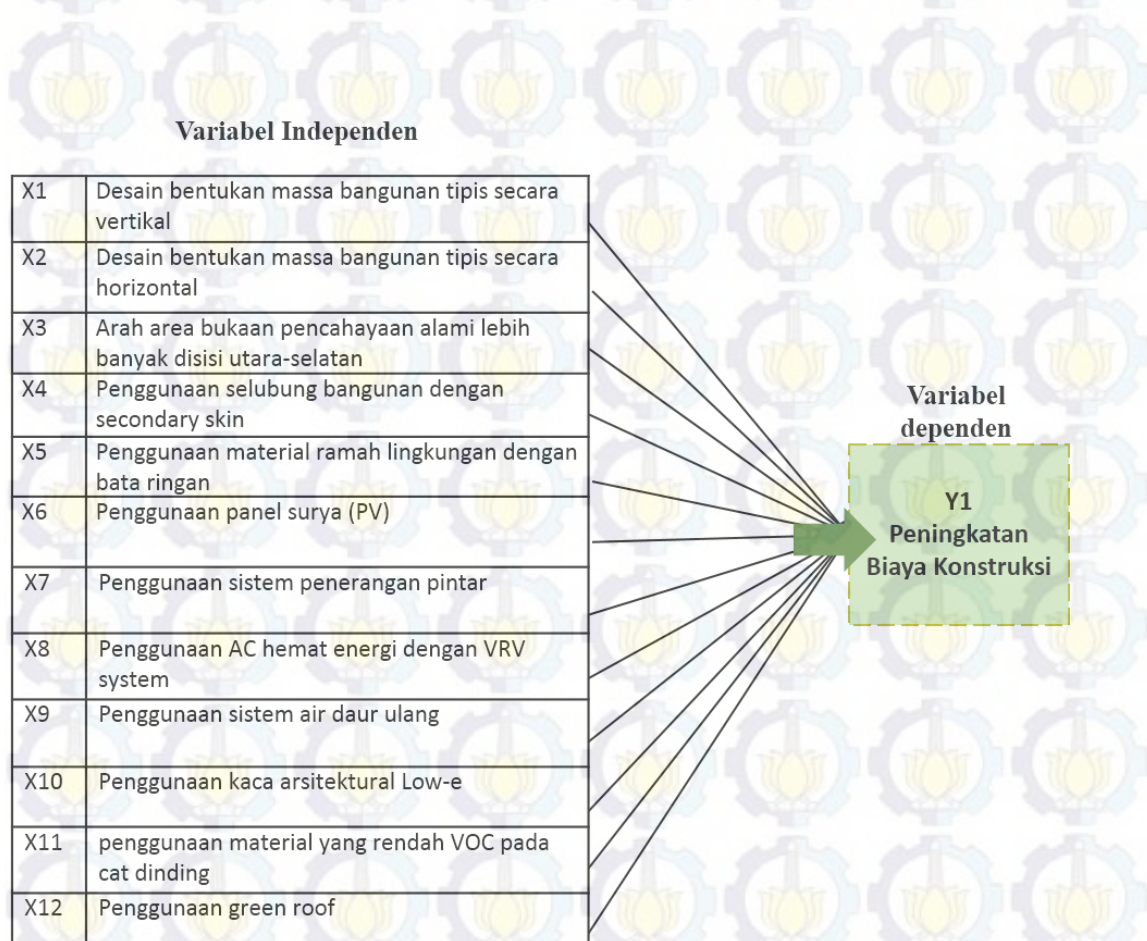 Variabel Independen
X1 Desain bentukan massa bangunan tipis secara
vertikal
X2 Desain bentukan massa bangunan tipis secara
horizontal
X3 Arah area bukaan pencahayaan alami lebih
banyak disisi utara-selatan
X4 Penggunaan selubung bangunan dengan
secondary skin
X5 Penggunaan material ramah lingkungan dengan
bata ringan
X6 Penggunaan panel surya (PV)
X7 Penggunaan sistem penerangan pintar
X8 Penggunaan AC hemat energi dengan VRV
system
X9 Penggunaan sistem air daur ulang
X10 Penggunaan kaca arsitektural Low-e
X11 penggunaan material yang rendah VOC pada
cat dinding
X12 Penggunaan green roof
Variabel
dependen
Y1
Peningkatan
Biaya Konstruksi